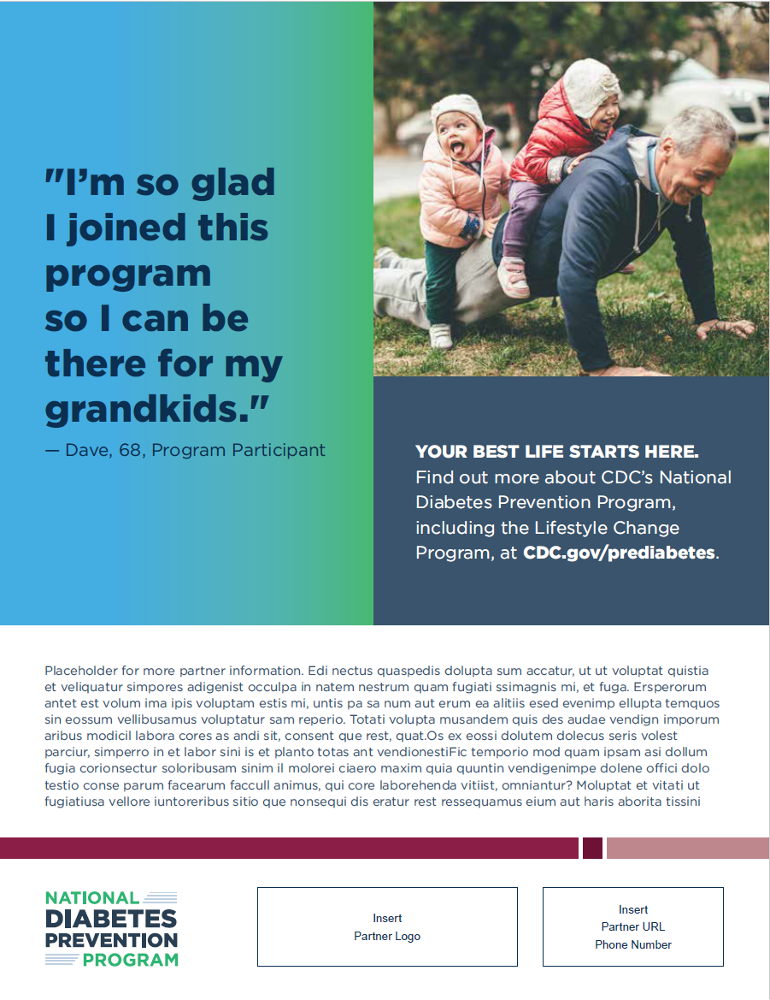 "I’m so glad
I joined this
program
so I can be
there for my
grandkids."
— Dave, 68, Program Participant
YOUR BEST LIFE STARTS HERE.
Find out more about CDC’s National
Diabetes Prevention Program,
including the Lifestyle Change
Program, at CDC.gov/prediabetes.
Placeholder for more partner information. Edi nectus quaspedis dolupta sum accatur, ut ut voluptat quistia
et veliquatur simpores adigenist occulpa in natem nestrum quam fugiati ssimagnis mi, et fuga. Ersperorum
antet est volum ima ipis voluptam estis mi, untis pa sa num aut erum ea alitiis esed evenimp ellupta temquos
sin eossum vellibusamus voluptatur sam reperio. Totati volupta musandem quis des audae vendign imporum
aribus modicil labora cores as andi sit, consent que rest, quat.Os ex eossi dolutem dolecus seris volest
parciur, simperro in et labor sini is et planto totas ant vendionestiFic temporio mod quam ipsam asi dollum
fugia corionsectur soloribusam sinim il molorei ciaero maxim quia quuntin vendigenimpe dolene offici dolo
testio conse parum facearum faccull animus, qui core laborehenda vitiist, omniantur? Moluptat et vitati ut
fugiatiusa vellore iuntoreribus sitio que nonsequi dis eratur rest ressequamus eium aut haris aborita tissini
NATIONAL
DIABETES
PREVENTION
PROGRAM
Insert
Partner Logo
Insert
Partner URL
Phone Number